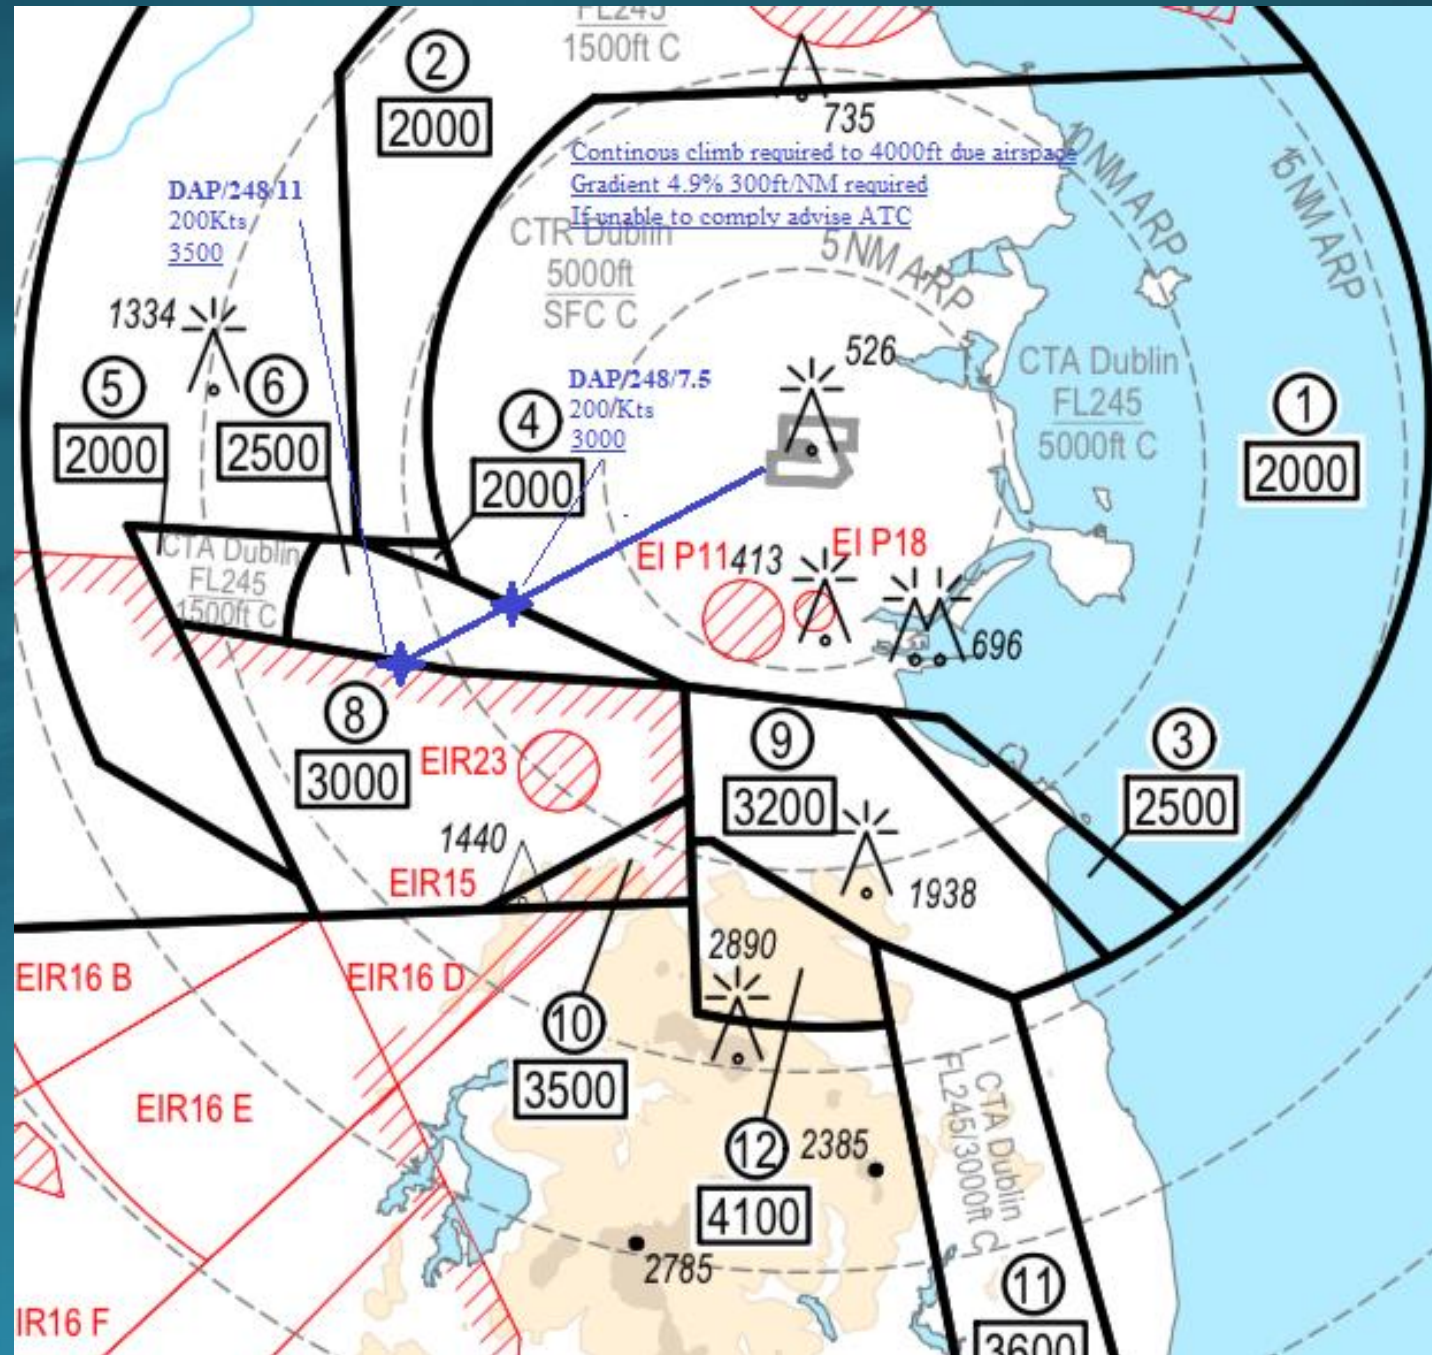 FL245
1500ft C
2
2000
735
Continous climb required to 4000ft due airspace
Gradient 4.9% 300ft/NM required
If unable to comply advise ATC
DAP/248/11
200Kts
3500
CTR Dublin
5000ft
SFC C
5 NM ARP
10 NM ARP
15 NM ARP
1334
526
5
2000
6
2500
4
2000
DAP/248/7.5
200/Kts
3000
CTA Dublin
FL245
5000ft C
1
2000
CTA Dublin
FL245
1500ft C
EI P11
413
EI P18
696
8
3000
EIR23
9
3200
3
2500
1440
EIR15
1938
2890
EIR16 B
EIR16 D
10
3500
EIR16 E
CTA Dublin
FL245/3000ft C
12
4100
2385
2785
11
3600
IR16 F